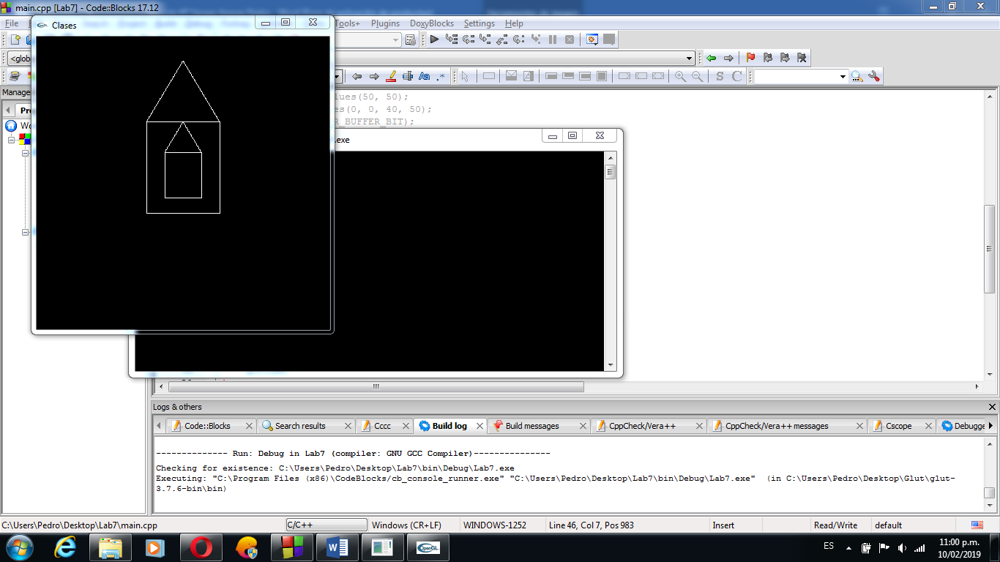 main.cpp [Lab7] - Code::Blocks 17.12
File
Tools+ Plugins DoxyBlocks Settings Help
Clases
<glob
Aa .*
S C
Manage
lues(50, 50);
es(0, 0, 40, 50);
R_BUFFER_BIT);
Pro
Wo
.exe
Logs & others
Code::Blocks
Search results
Cccc
Build log
Build messages
CppCheck/Vera++
CppCheck/Vera++ messages
Cscope
Debugge
-------------- Run: Debug in Lab7 (compiler: GNU GCC Compiler)---------------
Checking for existence: C:\Users\Pedro\Desktop\Lab7\bin\Debug\Lab7.exe
Executing: "C:\Program Files (x86)\CodeBlocks/cb_console_runner.exe" "C:\Users\Pedro\Desktop\Lab7\bin\Debug\Lab7.exe" (in C:\Users\Pedro\Desktop\Glut\glut-
3.7.6-bin\bin)
C:\Users\Pedro\Desktop\Lab7\main.cpp
C/C++
Windows (CR+LF)
WINDOWS-1252
Line 46, Col 7, Pos 983
Insert
Read/Write
default
OpenGL
ES
11:00 p.m.
10/02/2019